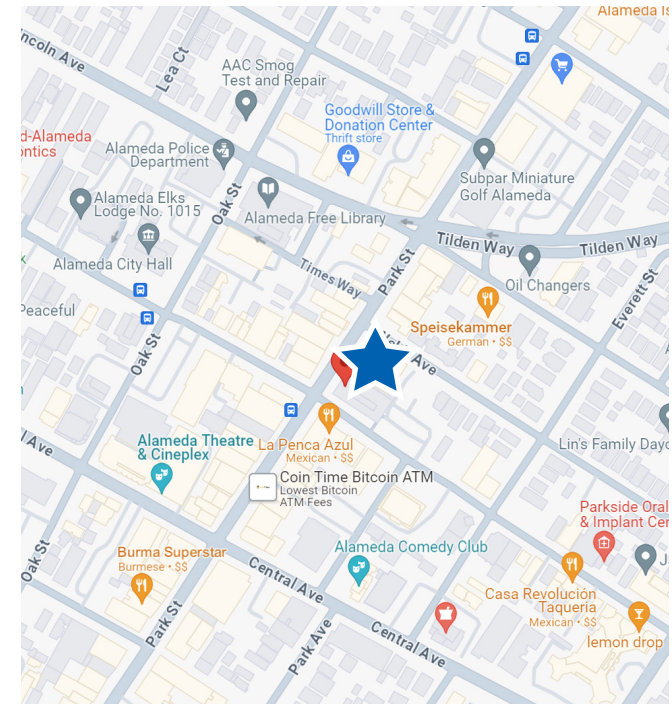 Alameda Is
ncoln Ave
Lea Ct
AAC Smog
Test and Repair
Goodwill Store &
Donation Center
Thrift store
d-Alameda
ontics
Alameda Police
Department
Oak St
Subpar Miniature
Golf Alameda
Alameda Elks
Lodge No. 1015
Alameda Free Library
Tilden Way
Tilden Way
Alameda City Hall
Times Way
Park St
Oil Changers
Everett St
Peaceful
Speisekammer
German • $$
Oak St
Ave
Alameda Theatre
& Cineplex
La Penca Azul
Mexican • $$
Lin's Family Dayc
l Ave
Coin Time Bitcoin ATM
Lowest Bitcoin
ATM Fees
Parkside Oral
& Implant Cen
Oak St
Burma Superstar
Burmese • $$
Alameda Comedy Club
Central Ave
J
Casa Revolución
Taqueria
Mexican • $$
Park St
Park Ave
Central Ave
lemon drop